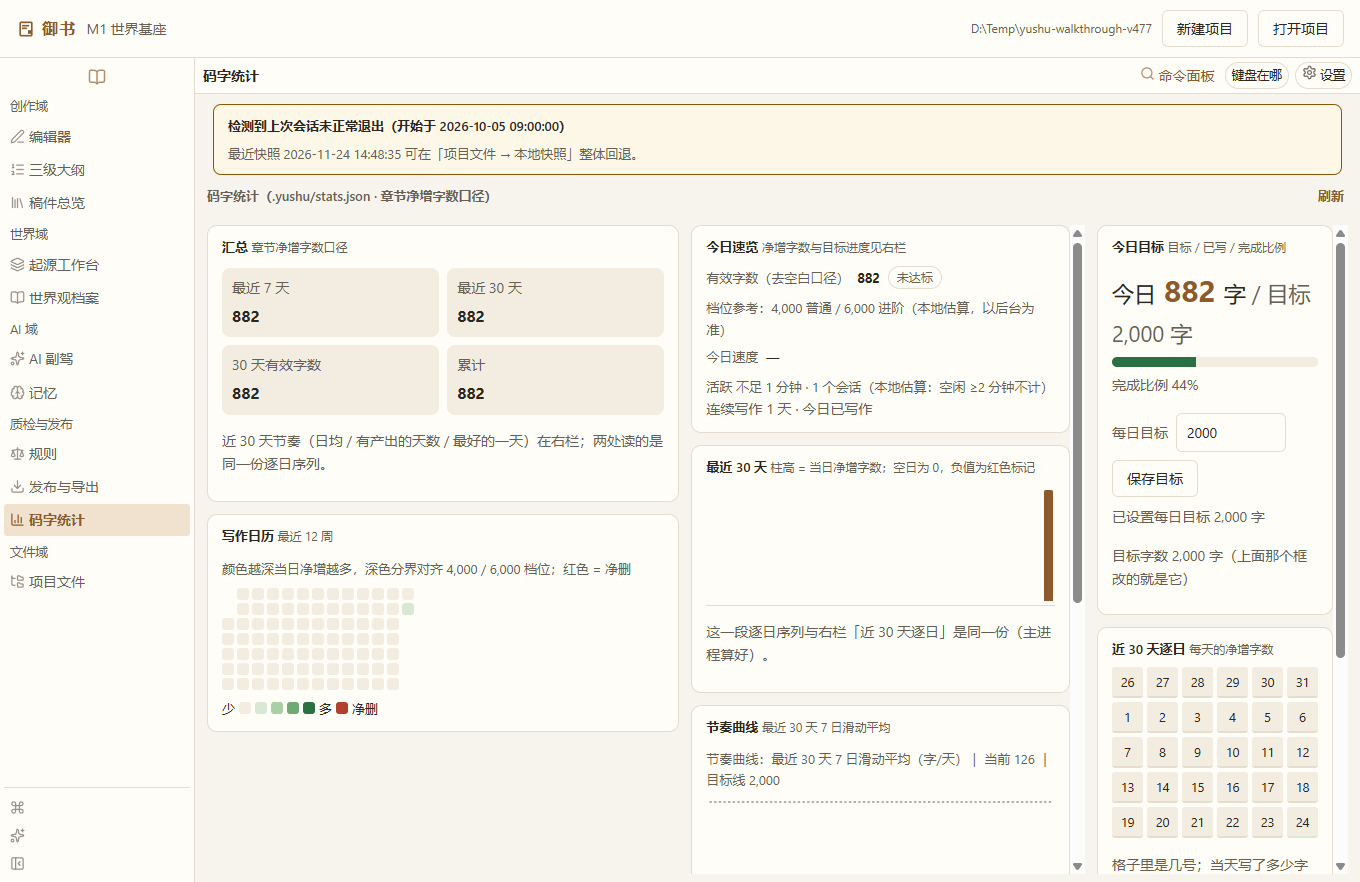 御书 M1 世界基座
D:\Temp\yushu-walkthrough-v477 新建项目 打开项目
创作域
编辑器
三级大纲
稿件总览
世界域
起源工作台
世界观档案
AI 域
AI 副驾
记忆
质检与发布
规则
发布与导出
码字统计
文件域
项目文件
码字统计
命令面板 键盘在哪 设置
检测到上次会话未正常退出（开始于 2026-10-05 09:00:00）
最近快照 2026-11-24 14:48:35 可在「项目文件 → 本地快照」整体回退。
码字统计（.yushu/stats.json · 章节净增字数口径） 刷新
汇总 章节净增字数口径
最近 7 天
882
最近 30 天
882
30 天有效字数
882
累计
882
近 30 天节奏（日均 / 有产出的天数 / 最好的一天）在右栏；两处读的是
同一份逐日序列。
写作日历 最近 12 周
颜色越深当日净增越多，深色分界对齐 4,000 / 6,000 档位；红色 = 净删
少 多 净删
今日速览 净增字数与目标进度见右栏
有效字数（去空白口径） 882 未达标
档位参考：4,000 普通 / 6,000 进阶（本地估算，以后台为
准）
今日速度 —
活跃 不足 1 分钟 · 1 个会话（本地估算：空闲 ≥2 分钟不计）
连续写作 1 天 · 今日已写作
最近 30 天 柱高 = 当日净增字数；空日为 0，负值为红色标记
这一段逐日序列与右栏「近 30 天逐日」是同一份（主进
程算好）。
节奏曲线 最近 30 天 7 日滑动平均
节奏曲线：最近 30 天 7 日滑动平均（字/天）｜ 当前 126 ｜
目标线 2,000
今日目标 目标 / 已写 / 完成比例
今日 882 字 / 目标
2,000 字
完成比例 44%
每日目标 2000
保存目标
已设置每日目标 2,000 字
目标字数 2,000 字（上面那个框
改的就是它）
近 30 天逐日 每天的净增字数
26 27 28 29 30 31
1 2 3 4 5 6
7 8 9 10 11 12
13 14 15 16 17 18
19 20 21 22 23 24
格子里是几号；当天写了多少字